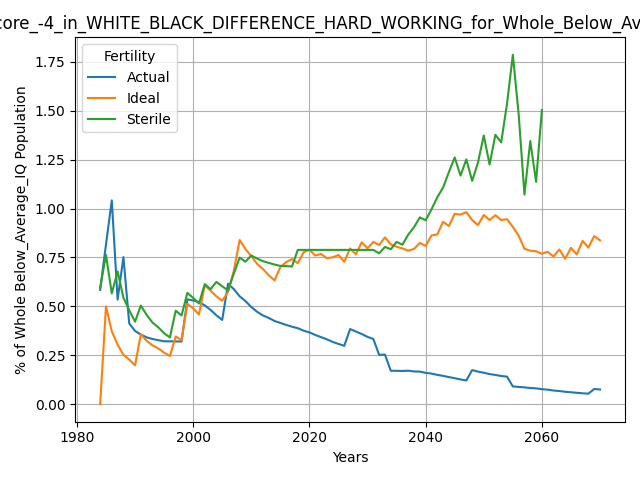 core_-4_in_WHITE_BLACK_DIFFERENCE_HARD_WORKING_for_Whole_Below_Av
Fertility
Actual
Ideal
Sterile
% of Whole Below_Average_IQ Population
1.75
1.50
1.25
1.00
0.75
0.50
0.25
0.00
1980
2000
2020
2040
2060
Years